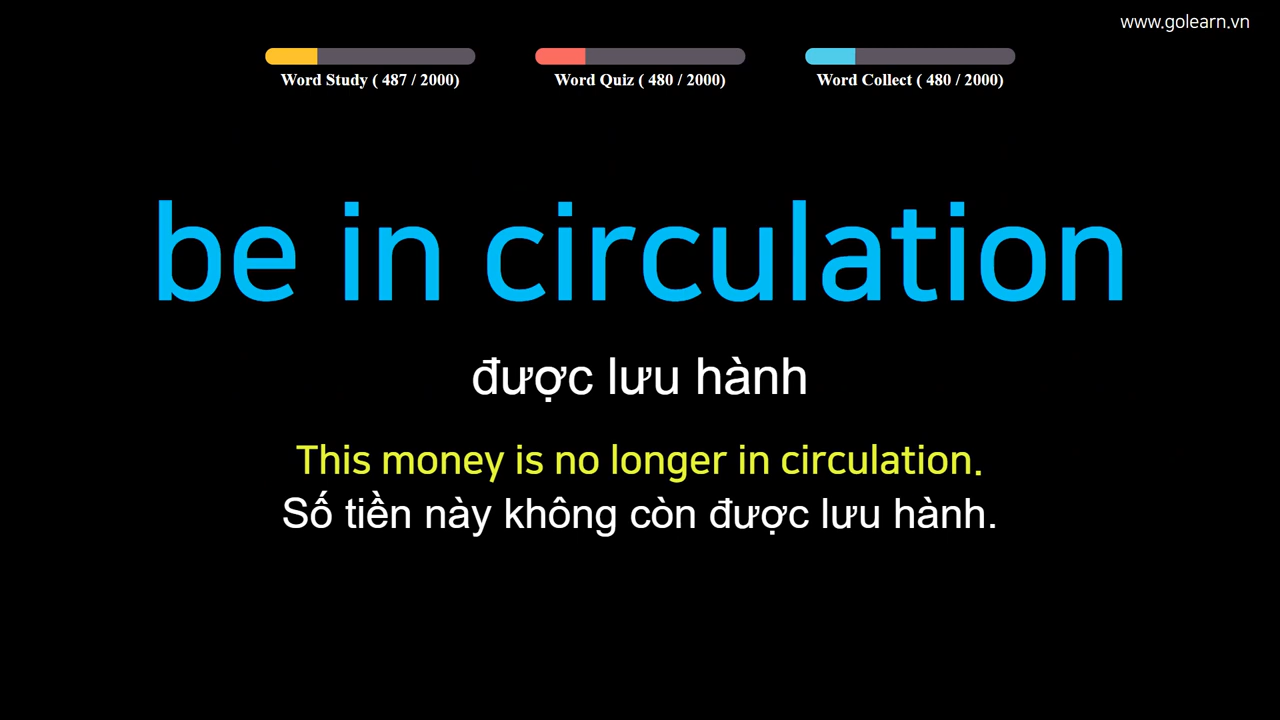 www.golearn.vn
Word Study ( 487 / 2000)
Word Quiz ( 480 / 2000)
Word Collect ( 480 / 2000)
be in circulation
được lưu hành
This money is no longer in circulation.
Số tiền này không còn được lưu hành.